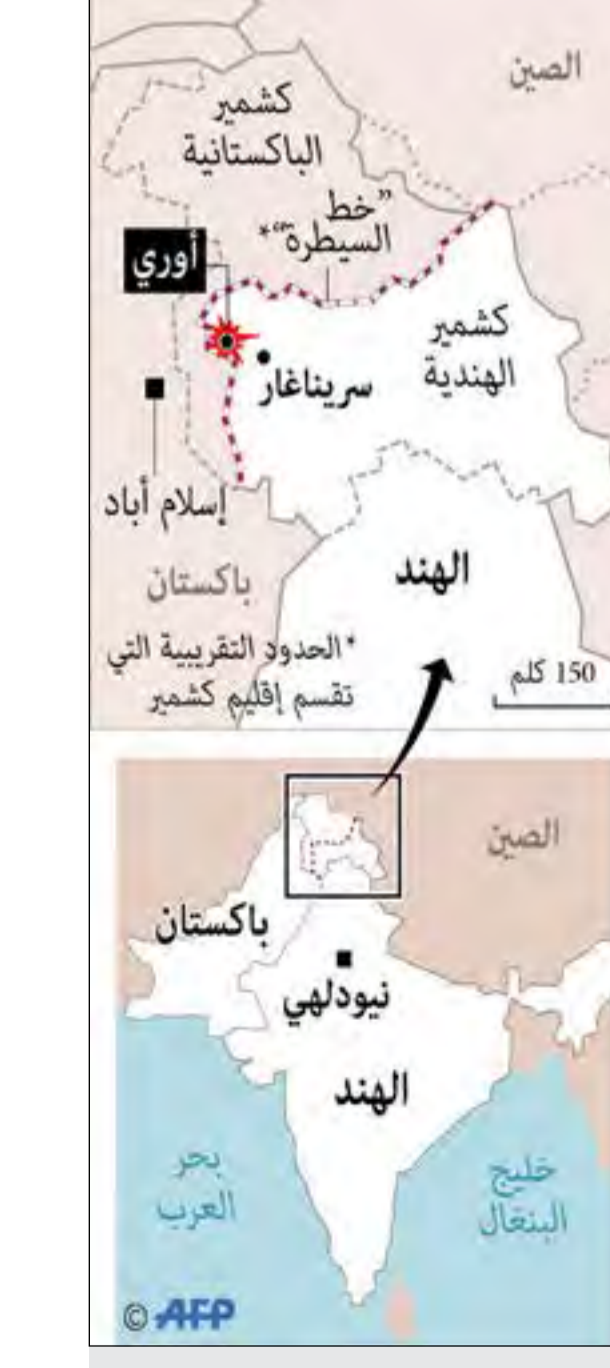 الصين
كشمير
الباكستانية
"خط
السيطرة"*
أوري
كشمير
الهندية
سريناغار
إسلام أباد
باكستان
الهند
*الحدود التقريبية التي
تقسم إقليم كشمير
150 كلم
الصين
باكستان
نيودلهي
الهند
بحر
العرب
خليج
البنغال
© AFP